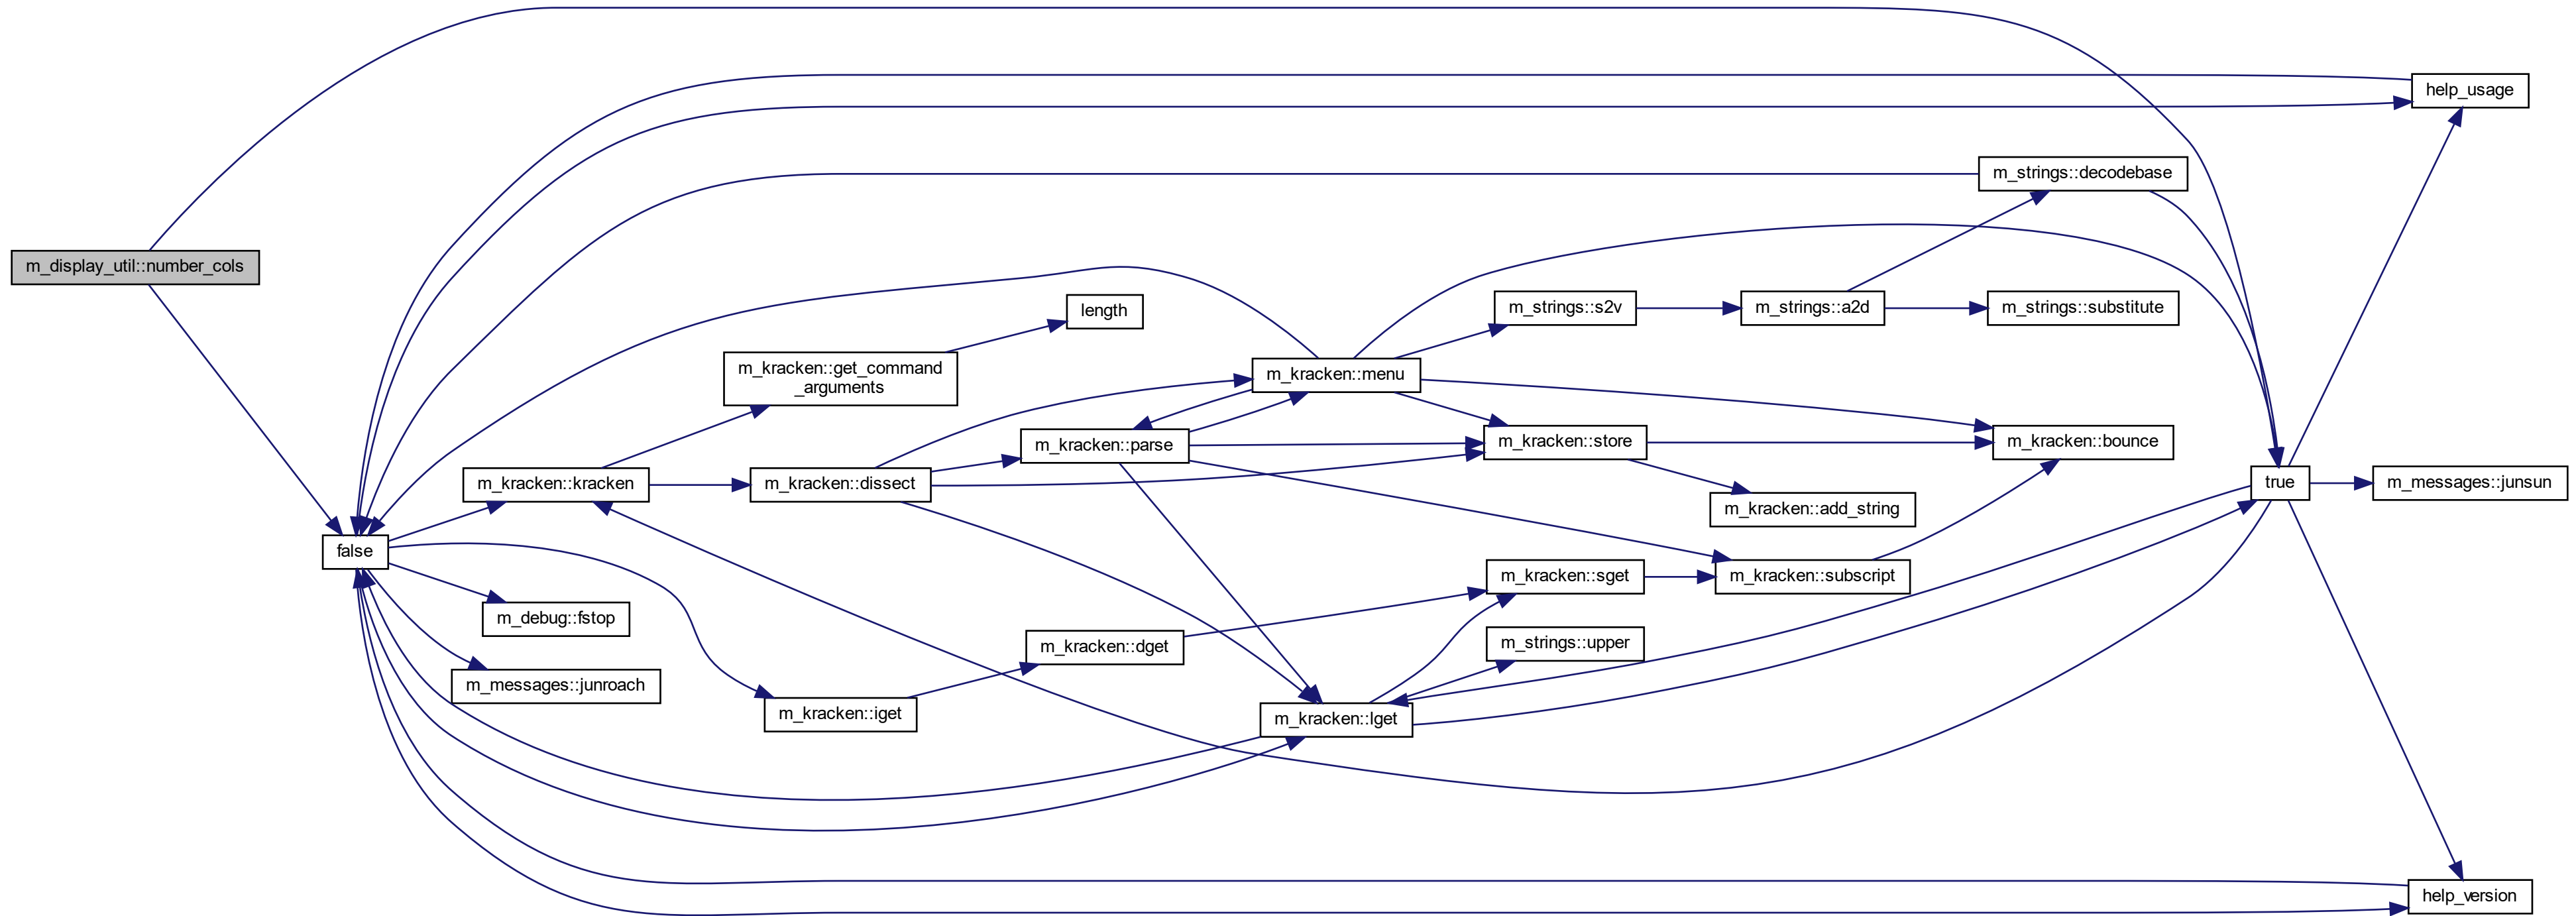 help_usage
m_strings::decodebase
m_display_util::number_cols
length
m_strings::s2v
m_strings::a2d
m_strings::substitute
m_kracken::get_command
_arguments
m_kracken::menu
m_kracken::parse
m_kracken::store
m_kracken::bounce
m_kracken::kracken
m_kracken::dissect
true
m_messages::junsun
m_kracken::add_string
false
m_kracken::sget
m_kracken::subscript
m_debug::fstop
m_kracken::dget
m_strings::upper
m_messages::junroach
m_kracken::iget
m_kracken::lget
help_version